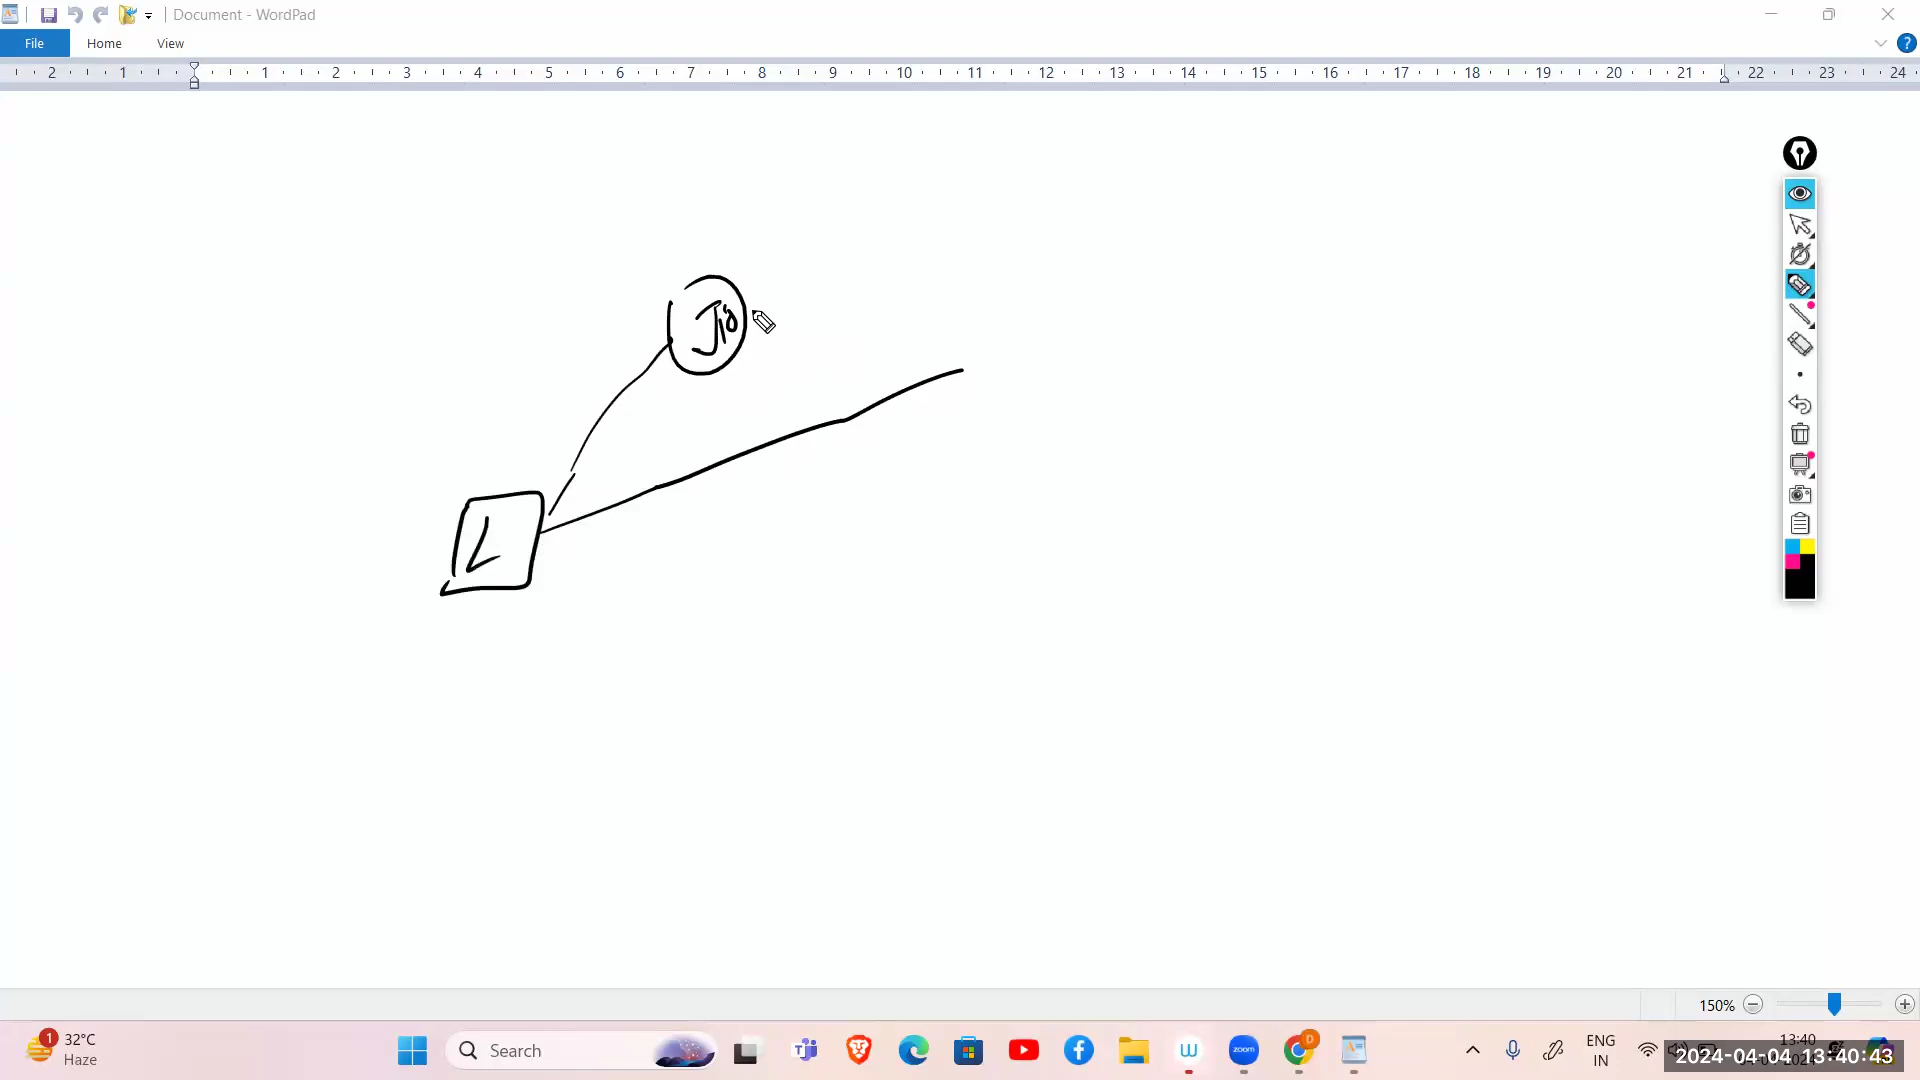 Document - WordPad
File Home View
2 1 1 2 3 4 5 6 7 8 9 10 11 12 13 14 15 16 17 18 19 20 21 22 23 24
Jio
L
150%
1 32°C
Haze
Search
zoom
D
ENG
IN
13:40
2024-04-04 13:40:43